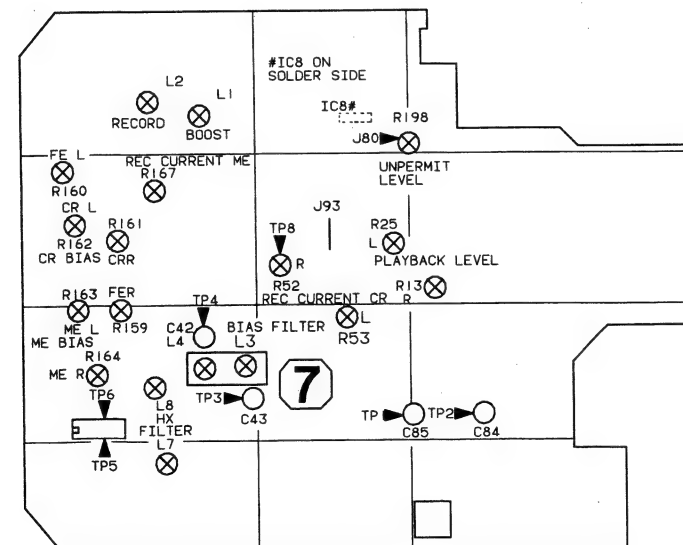 #IC8 ON
SOLDER SIDE
L2
L1
IC8#
R198
RECORD
BOOST
J80
FE L
REC CURRENT ME
UNPERMIT
LEVEL
R160
R167
CR L
R161
J93
R25
TP8
R162
CR BIAS
CRR
L
R
PLAYBACK LEVEL
R52
R13
R163
FER
TP4
REC CURRENT CR
R
ME L
R159
C42
BIAS FILTER
L
ME BIAS
L4
L3
R53
R164
ME R
7
TP6
TP3
L8
HX
FILTER
L7
C43
TP
TP2
C85
C84
TP5